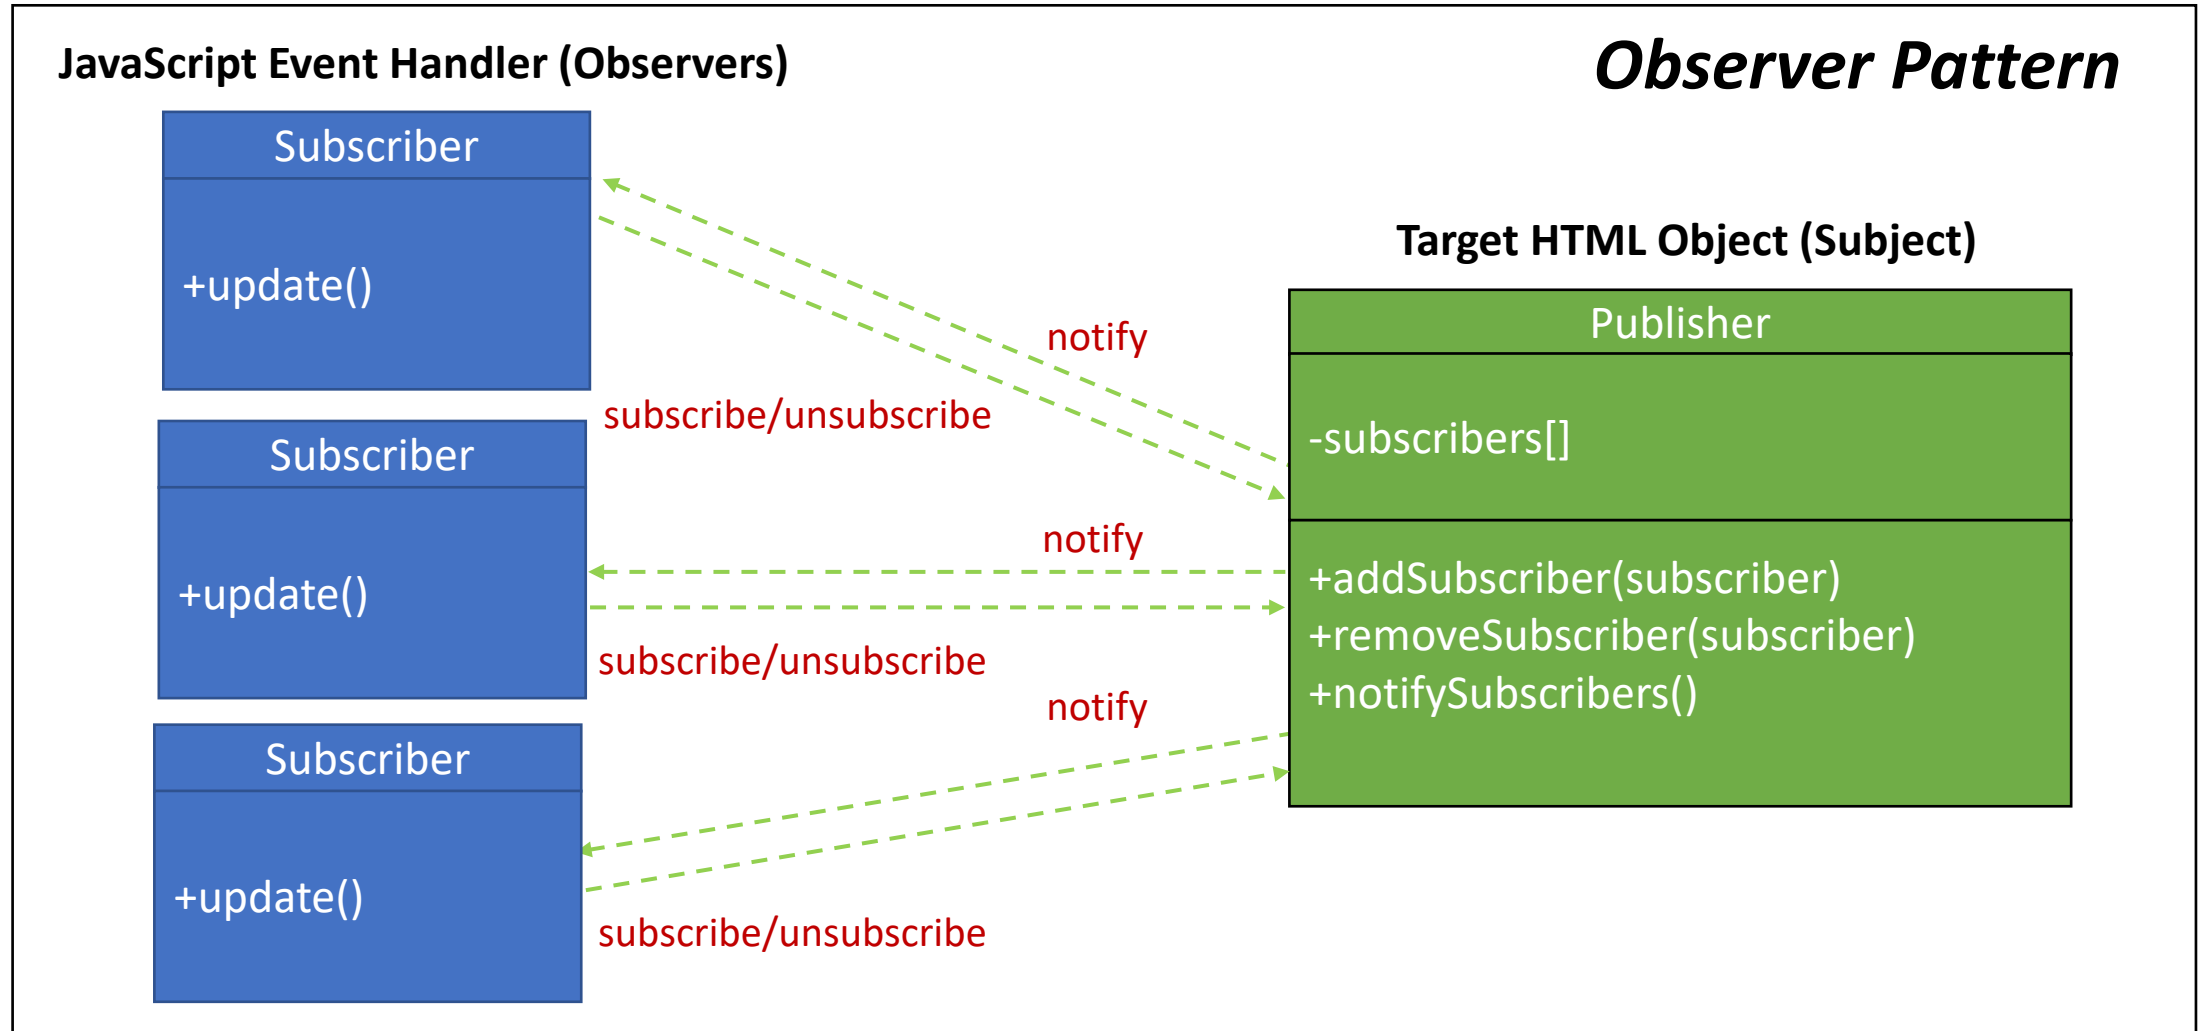 JavaScript Event Handler (Observers)
Observer Pattern
Subscriber
+update()
notify
subscribe/unsubscribe
Subscriber
+update()
notify
subscribe/unsubscribe
Subscriber
+update()
notify
subscribe/unsubscribe
Target HTML Object (Subject)
Publisher
-subscribers[]
+addSubscriber(subscriber)
+removeSubscriber(subscriber)
+notifySubscribers()